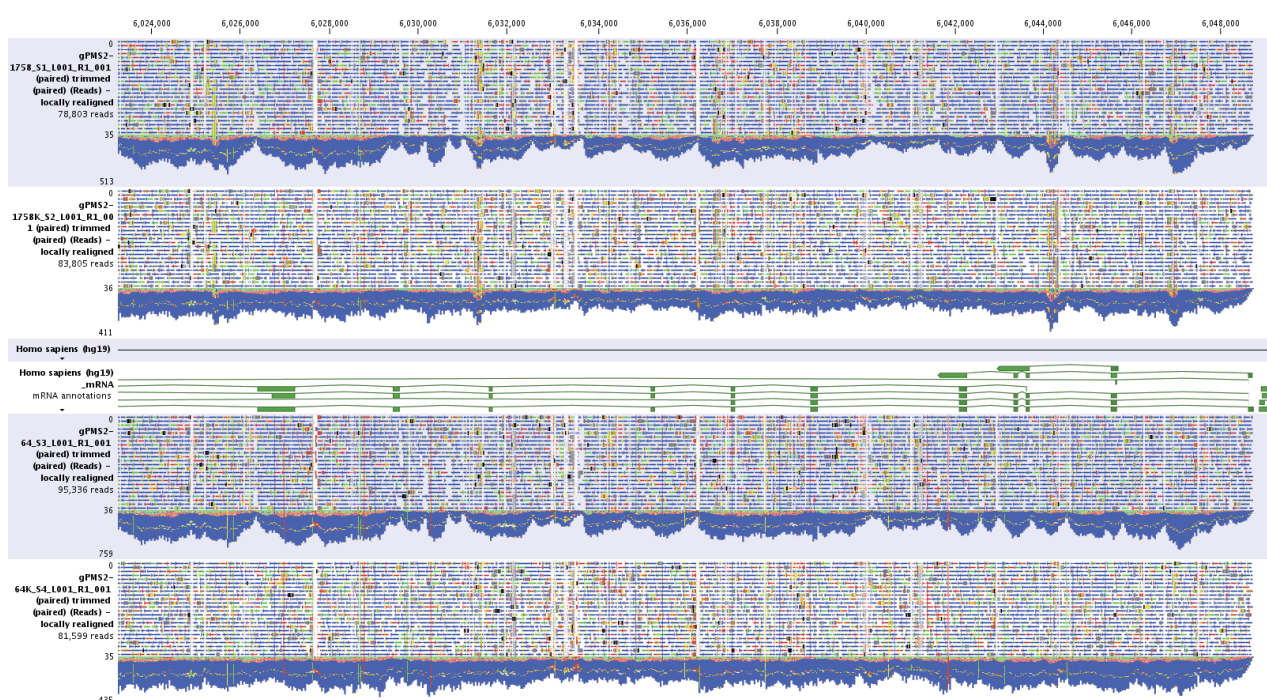 6,024,000 6,026,000 6,028,000 6,030,000 6,032,000 6,034,000 6,036,000 6,038,000 6,040,000 6,042,000 6,044,000 6,046,000 6,048,000
0
gPMS2-
1758_S1_L001_R1_001
(paired) trimmed
(paired) (Reads) –
locally realigned
78,803 reads
35
513
0
gPMS2-
1758K_S2_L001_R1_00
1 (paired) trimmed
(paired) (Reads) –
locally realigned
83,805 reads
36
411
Homo sapiens (hg19)
Homo sapiens (hg19)
_mRNA
mRNA annotations
0
gPMS2-
64_S3_L001_R1_001
(paired) trimmed
(paired) (Reads) –
locally realigned
95,336 reads
36
759
0
gPMS2-
64K_S4_L001_R1_001
(paired) trimmed
(paired) (Reads) –
locally realigned
81,599 reads
35